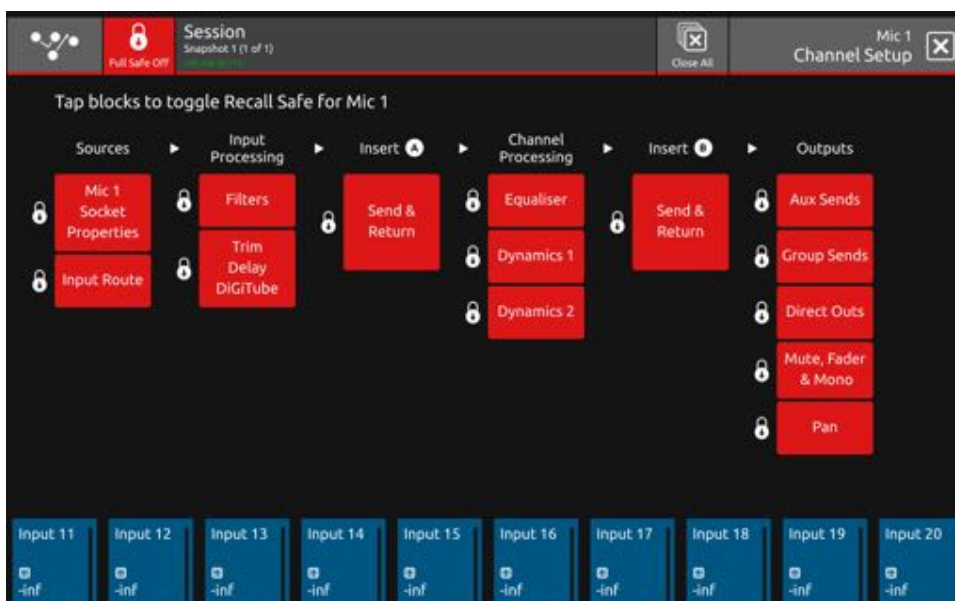 Full Safe Off
Session
Snapshot 1 (1 of 1)
Close All
Mic 1
Channel Setup
Tap blocks to toggle Recall Safe for Mic 1
Sources
Input
Processing
Insert A
Channel
Processing
Insert B
Outputs
Mic 1
Socket
Properties
Input Route
Filters
Trim
Delay
DiGiTube
Send &
Return
Equaliser
Dynamics 1
Dynamics 2
Send &
Return
Aux Sends
Group Sends
Direct Outs
Mute, Fader
& Mono
Pan
Input 11
-inf
Input 12
-inf
Input 13
-inf
Input 14
-inf
Input 15
-inf
Input 16
-inf
Input 17
-inf
Input 18
-inf
Input 19
-inf
Input 20
-inf